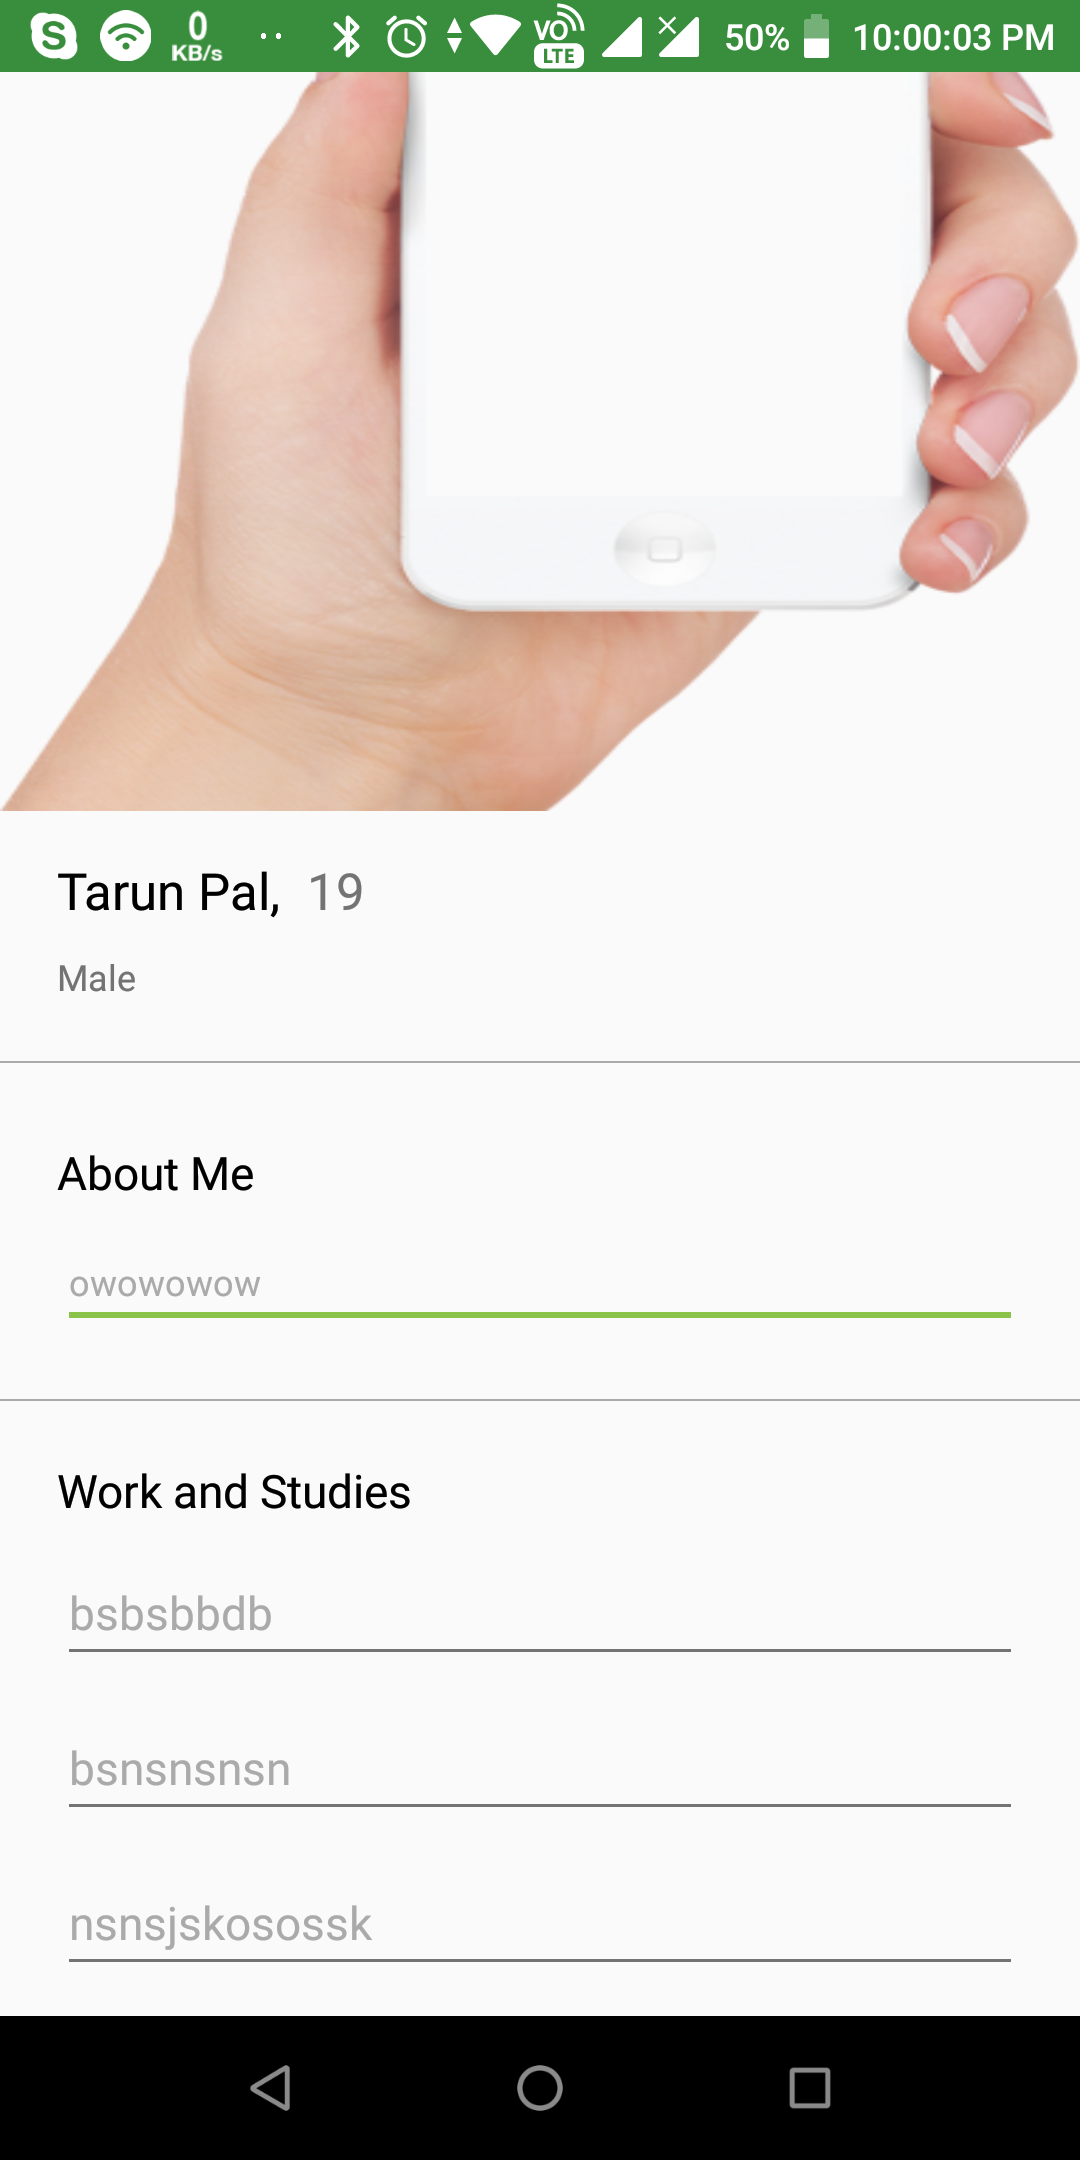 S 0 KB/s VO LTE 50% 10:00:03 PM
Tarun Pal, 19
Male
About Me
owowowow
Work and Studies
bsbsbbdb
bsnsnsnsn
nsnsjskosossk